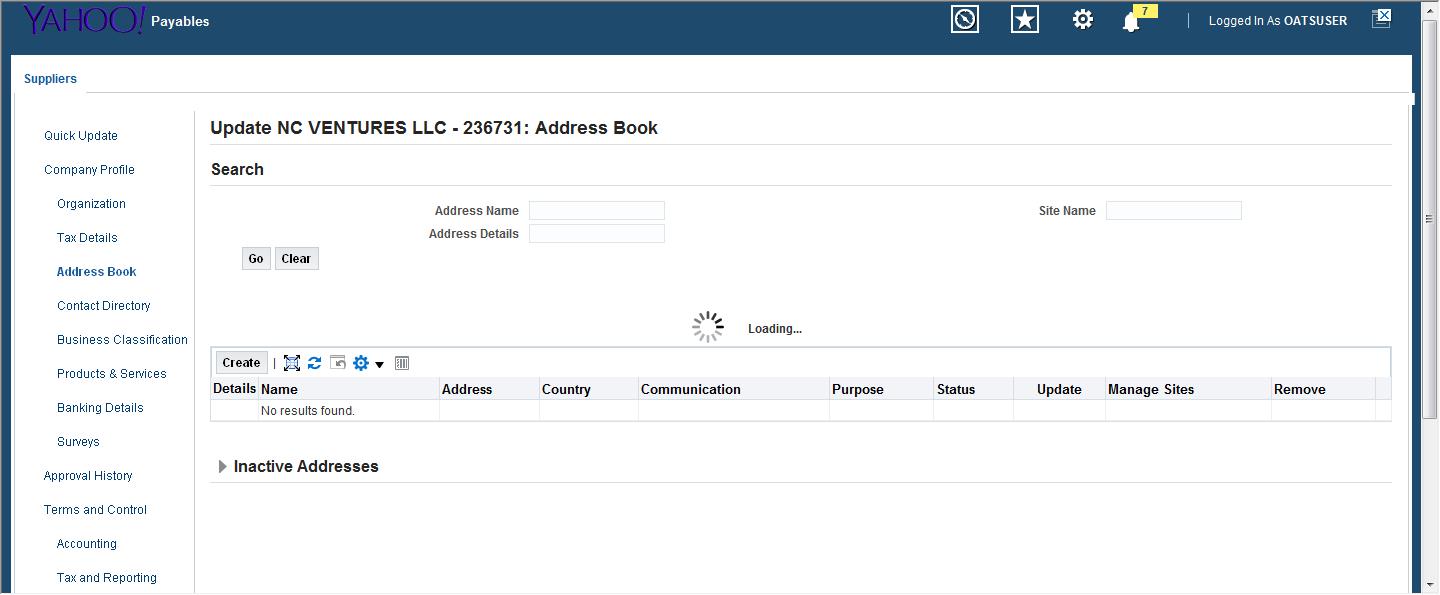 YAHOO! Payables
7
Logged In As OATSUSER
Suppliers
Quick Update
Company Profile
Organization
Tax Details
Address Book
Contact Directory
Business Classification
Products & Services
Banking Details
Surveys
Approval History
Terms and Control
Accounting
Tax and Reporting
Update NC VENTURES LLC - 236731: Address Book
Search
Address Name
Site Name
Address Details
Go Clear
Loading...
Create
Details Name Address Country Communication Purpose Status Update Manage Sites Remove
No results found.
Inactive Addresses